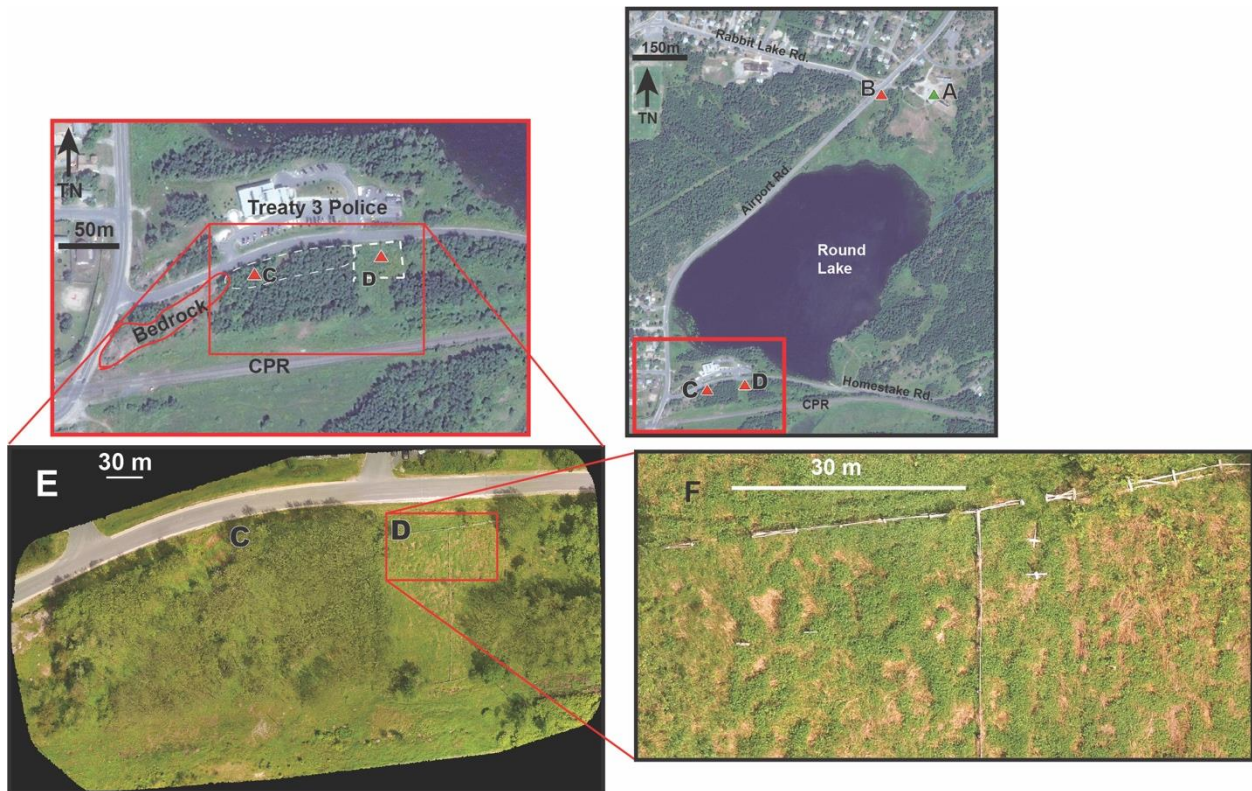 TN
50m
Treaty 3 Police
C
D
Bedrock
CPR
Rabbit Lake Rd.
150m
TN
B
A
Airport Rd.
Round
Lake
C
D
Homestake Rd.
CPR
E
30 m
C
D
F
30 m